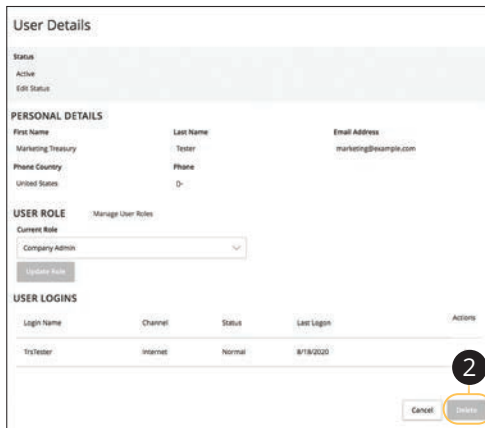 User Details
Status
Active
Edit Status
PERSONAL DETAILS
First Name Last Name Email Address
Marketing Treasury Tester marketing@example.com
Phone Country Phone
United States D-
USER ROLE Manage User Roles
Current Role
Company Admin
Update Role
USER LOGINS
Login Name Channel Status Last Logon Actions
TrsTester Internet Normal 8/18/2020
2
Cancel Delete